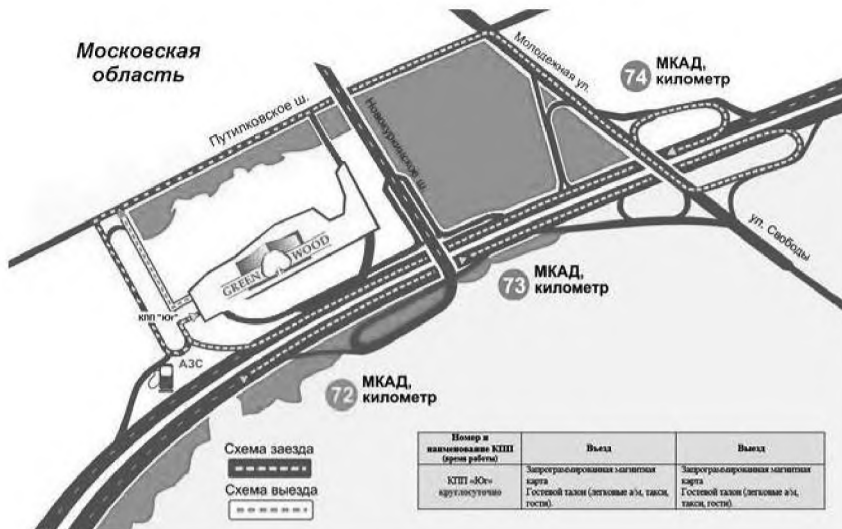 Московская
область
Молодежная ул.
74
МКАД,
километр
Путилковское ш.
Новокуркинское ш.
ул. Свободы
GREEN WOOD
73
МКАД,
километр
КПП "Юг"
АЗС
72
МКАД,
километр
Схема заезда
Схема выезда
Номер и
наименование КПП
(время работы)
Въезд
Выезд
КПП «Юг»
круглосуточно
Запрограммированная магнитная
карта
Гостевой талон (легковые а/м, такси,
гости).
Запрограммированная магнитная
карта
Гостевой талон (легковые а/м,
такси, гости).